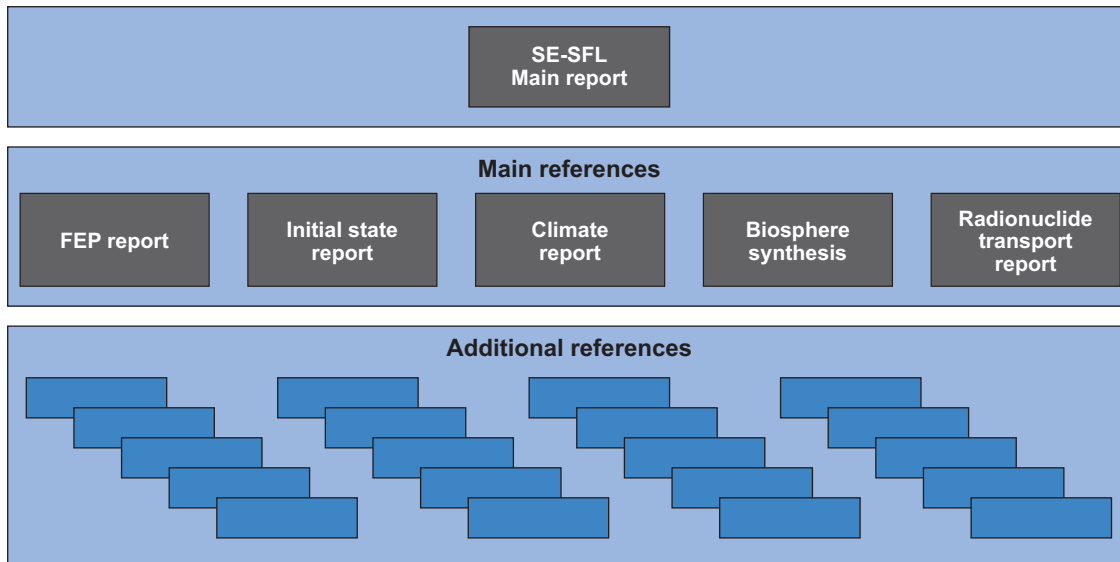 SE-SFL
Main report
Main references
FEP report
Initial state
report
Climate
report
Biosphere
synthesis
Radionuclide
transport
report
Additional references